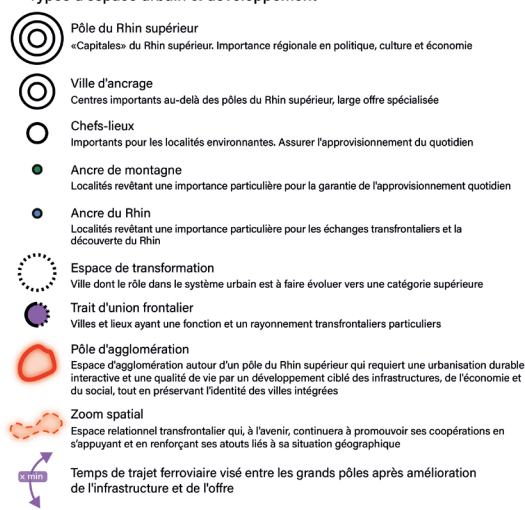 Types d'espace urbain et développement
Pôle du Rhin supérieur
«Capitales» du Rhin supérieur. Importance régionale en politique, culture et économie
Ville d'ancrage
Centres importants au-delà des pôles du Rhin supérieur, large offre spécialisée
Chefs-lieux
Importants pour les localités environnantes. Assurer l'approvisionnement du quotidien
Ancre de montagne
Localités revêtant une importance particulière pour la garantie de l'approvisionnement quotidien
Ancre du Rhin
Localités revêtant une importance particulière pour les échanges transfrontaliers et la
découverte du Rhin
Espace de transformation
Ville dont le rôle dans le système urbain est à faire évoluer vers une catégorie supérieure
Trait d'union frontalier
Villes et lieux ayant une fonction et un rayonnement transfrontaliers particuliers
Pôle d'agglomération
Espace d'agglomération autour d'un pôle du Rhin supérieur qui requiert une urbanisation durable
interactive et une qualité de vie par un développement ciblé des infrastructures, de l'économie et
du social, tout en préservant l'identité des villes intégrées
Zoom spatial
Espace relationnel transfrontalier qui, à l'avenir, continuera à promouvoir ses coopérations en
s'appuyant et en renforçant ses atouts liés à sa situation géographique
x min
Temps de trajet ferroviaire visé entre les grands pôles après amélioration
de l'infrastructure et de l'offre